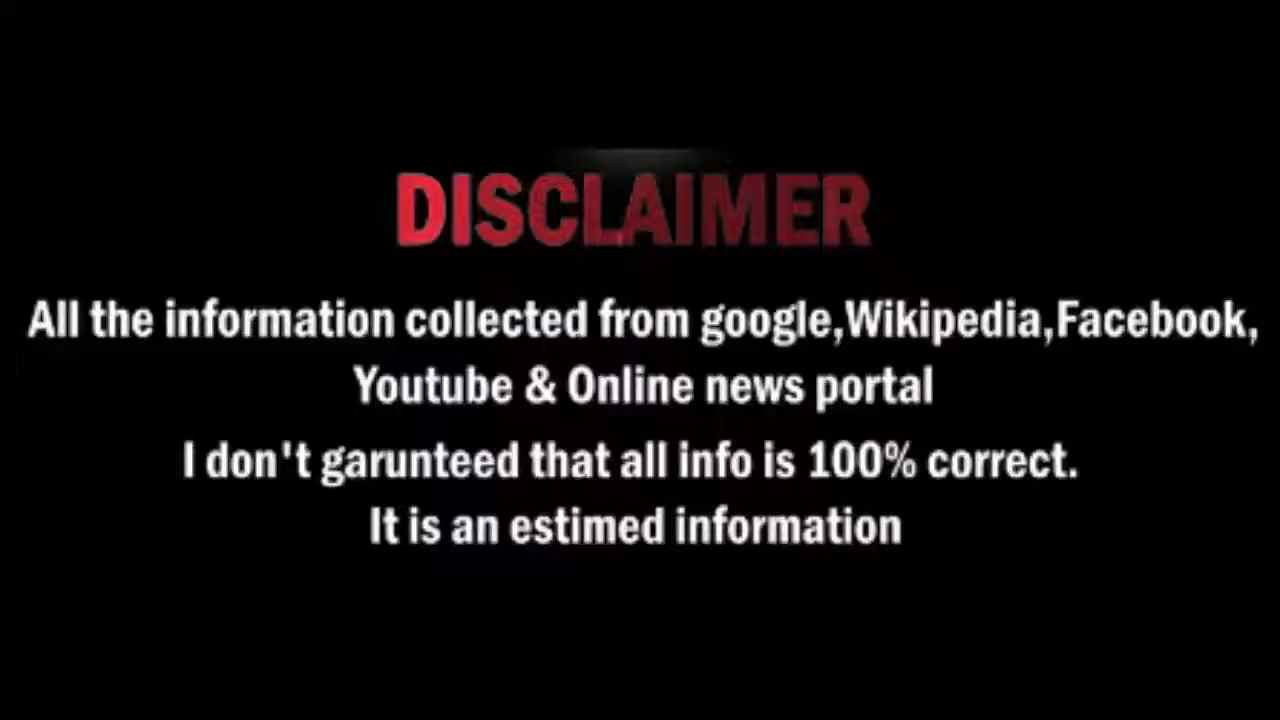 DISCLAIMER
All the information collected from google,Wikipedia,Facebook,
Youtube & Online news portal
I don't garunteed that all info is 100% correct.
It is an estimed information